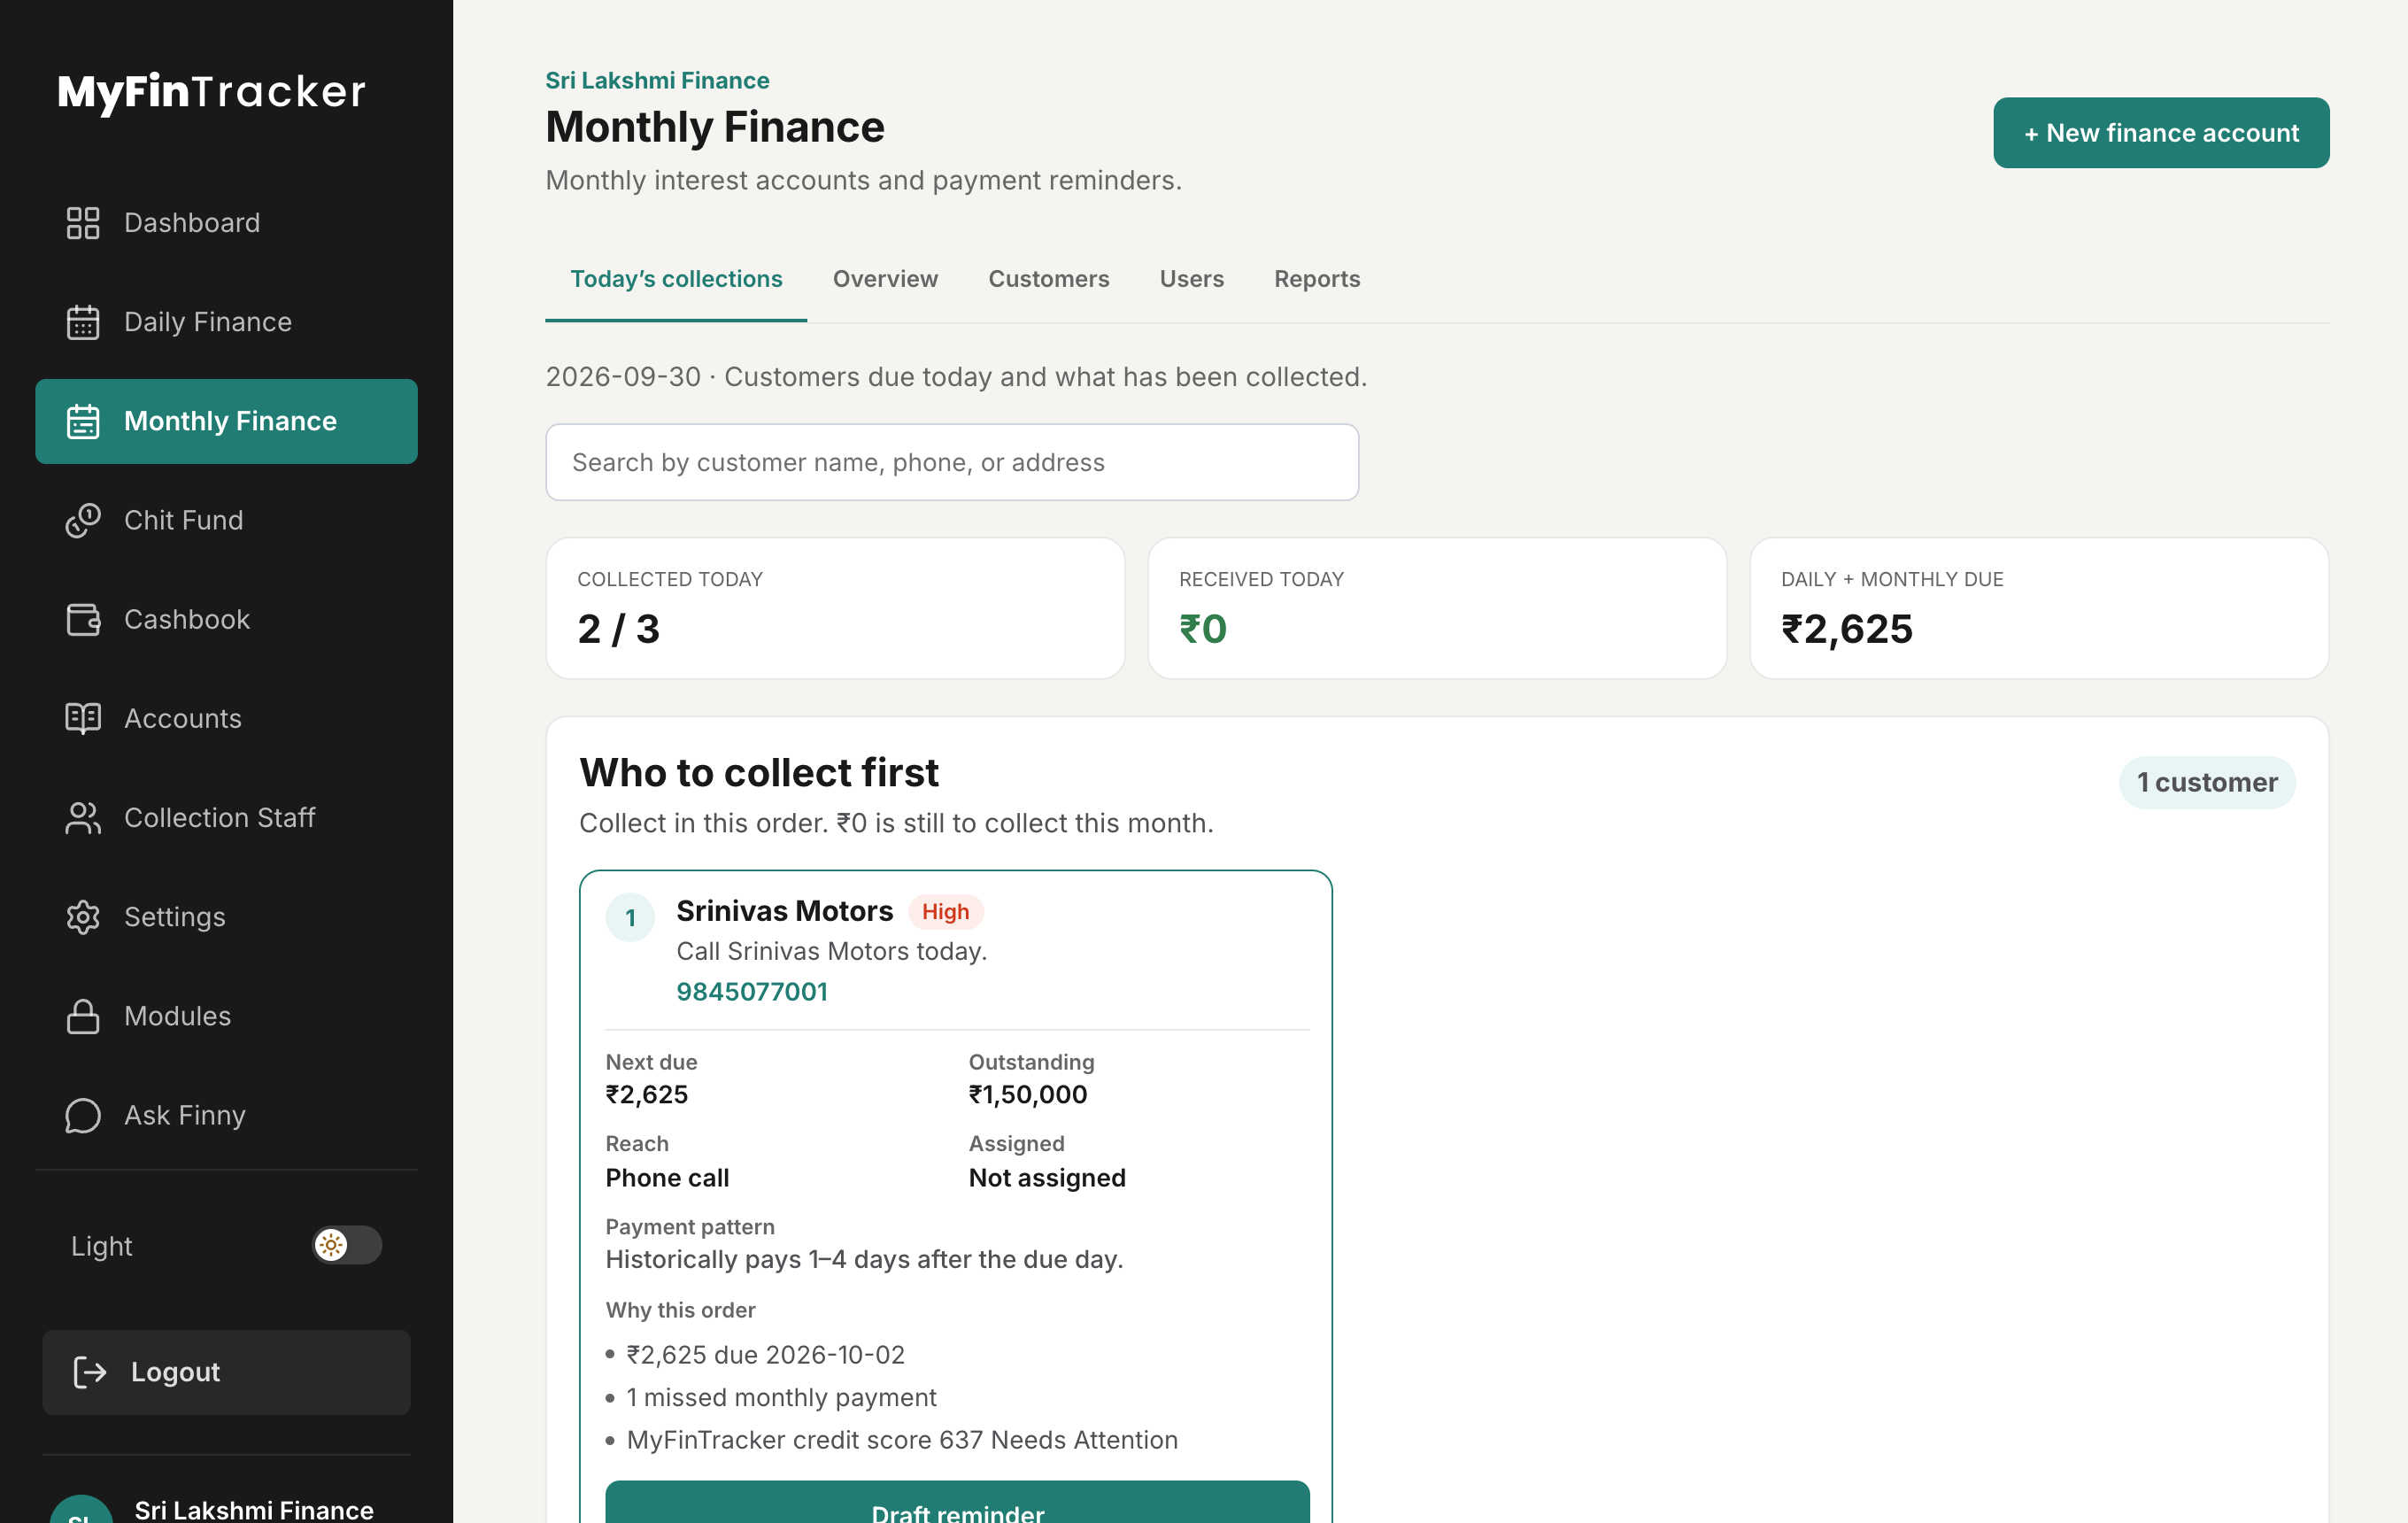 MyFinTracker
Dashboard
Daily Finance
Monthly Finance
Chit Fund
Cashbook
Accounts
Collection Staff
Settings
Modules
Ask Finny
Light
Logout
Sri Lakshmi Finance
Sri Lakshmi Finance
Monthly Finance
Monthly interest accounts and payment reminders.
+ New finance account
Today’s collections
Overview
Customers
Users
Reports
2026-09-30 · Customers due today and what has been collected.
Search by customer name, phone, or address
COLLECTED TODAY
2 / 3
RECEIVED TODAY
₹0
DAILY + MONTHLY DUE
₹2,625
Who to collect first
1 customer
Collect in this order. ₹0 is still to collect this month.
1
Srinivas Motors
High
Call Srinivas Motors today.
9845077001
Next due
₹2,625
Outstanding
₹1,50,000
Reach
Phone call
Assigned
Not assigned
Payment pattern
Historically pays 1–4 days after the due day.
Why this order
• ₹2,625 due 2026-10-02
• 1 missed monthly payment
• MyFinTracker credit score 637 Needs Attention
Draft reminder